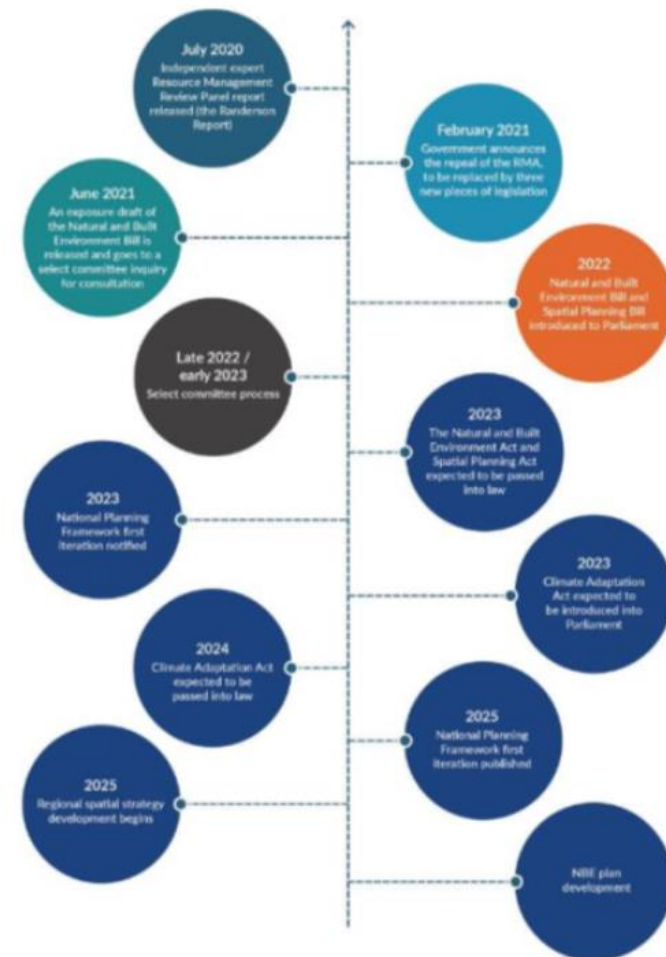 July 2020
Independent expert
Resource Management
Review Panel report
released (the Randerson
Report)
February 2021
Government announces
the repeal of the RMA,
to be replaced by three
new pieces of legislation
June 2021
An exposure draft of
the Natural and Built
Environment Bill is
released and goes to a
select committee inquiry
for consultation
2022
Natural and Built
Environment Bill and
Spatial Planning Bill
introduced to Parliament
Late 2022 /
early 2023
Select committee process
2023
The Natural and Built
Environment Act and
Spatial Planning Act
expected to be passed
into law
2023
National Planning
Framework first
iteration notified
2023
Climate Adaptation
Act expected to
be introduced into
Parliament
2024
Climate Adaptation Act
expected to be
passed into law
2025
National Planning
Framework first
iteration published
2025
Regional spatial strategy
development begins
NBE plan
development